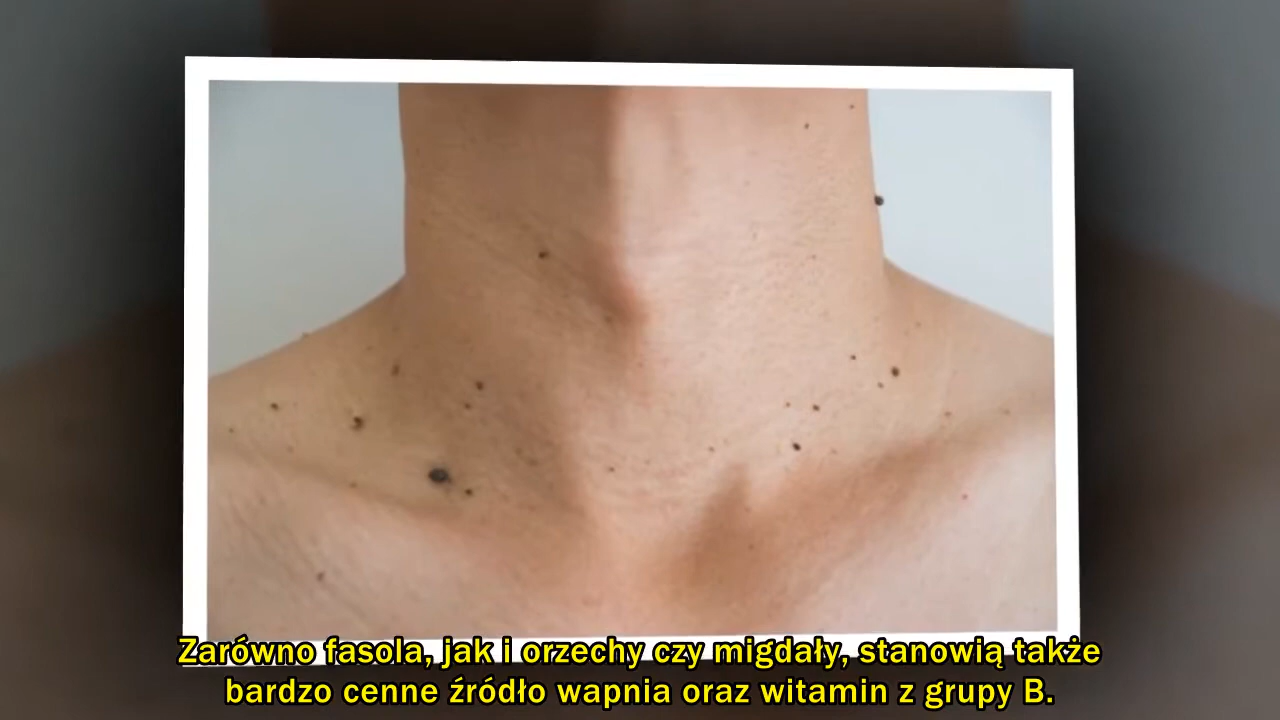 Zarówno fasola, jak i orzechy czy migdały, stanowią także
bardzo cenne źródło wapnia oraz witamin z grupy B.